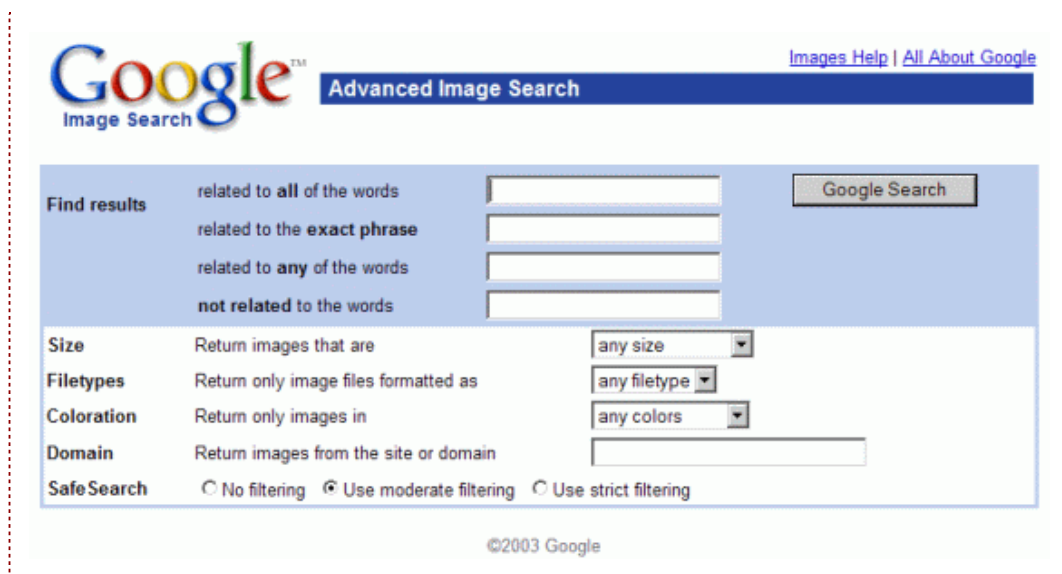 Google™
Images Help | All About Google
Advanced Image Search
Image Search
Find results
related to all of the words
Google Search
related to the exact phrase
related to any of the words
not related to the words
Size Return images that are any size
Filetypes Return only image files formatted as any filetype
Coloration Return only images in any colors
Domain Return images from the site or domain
SafeSearch No filtering Use moderate filtering Use strict filtering
©2003 Google